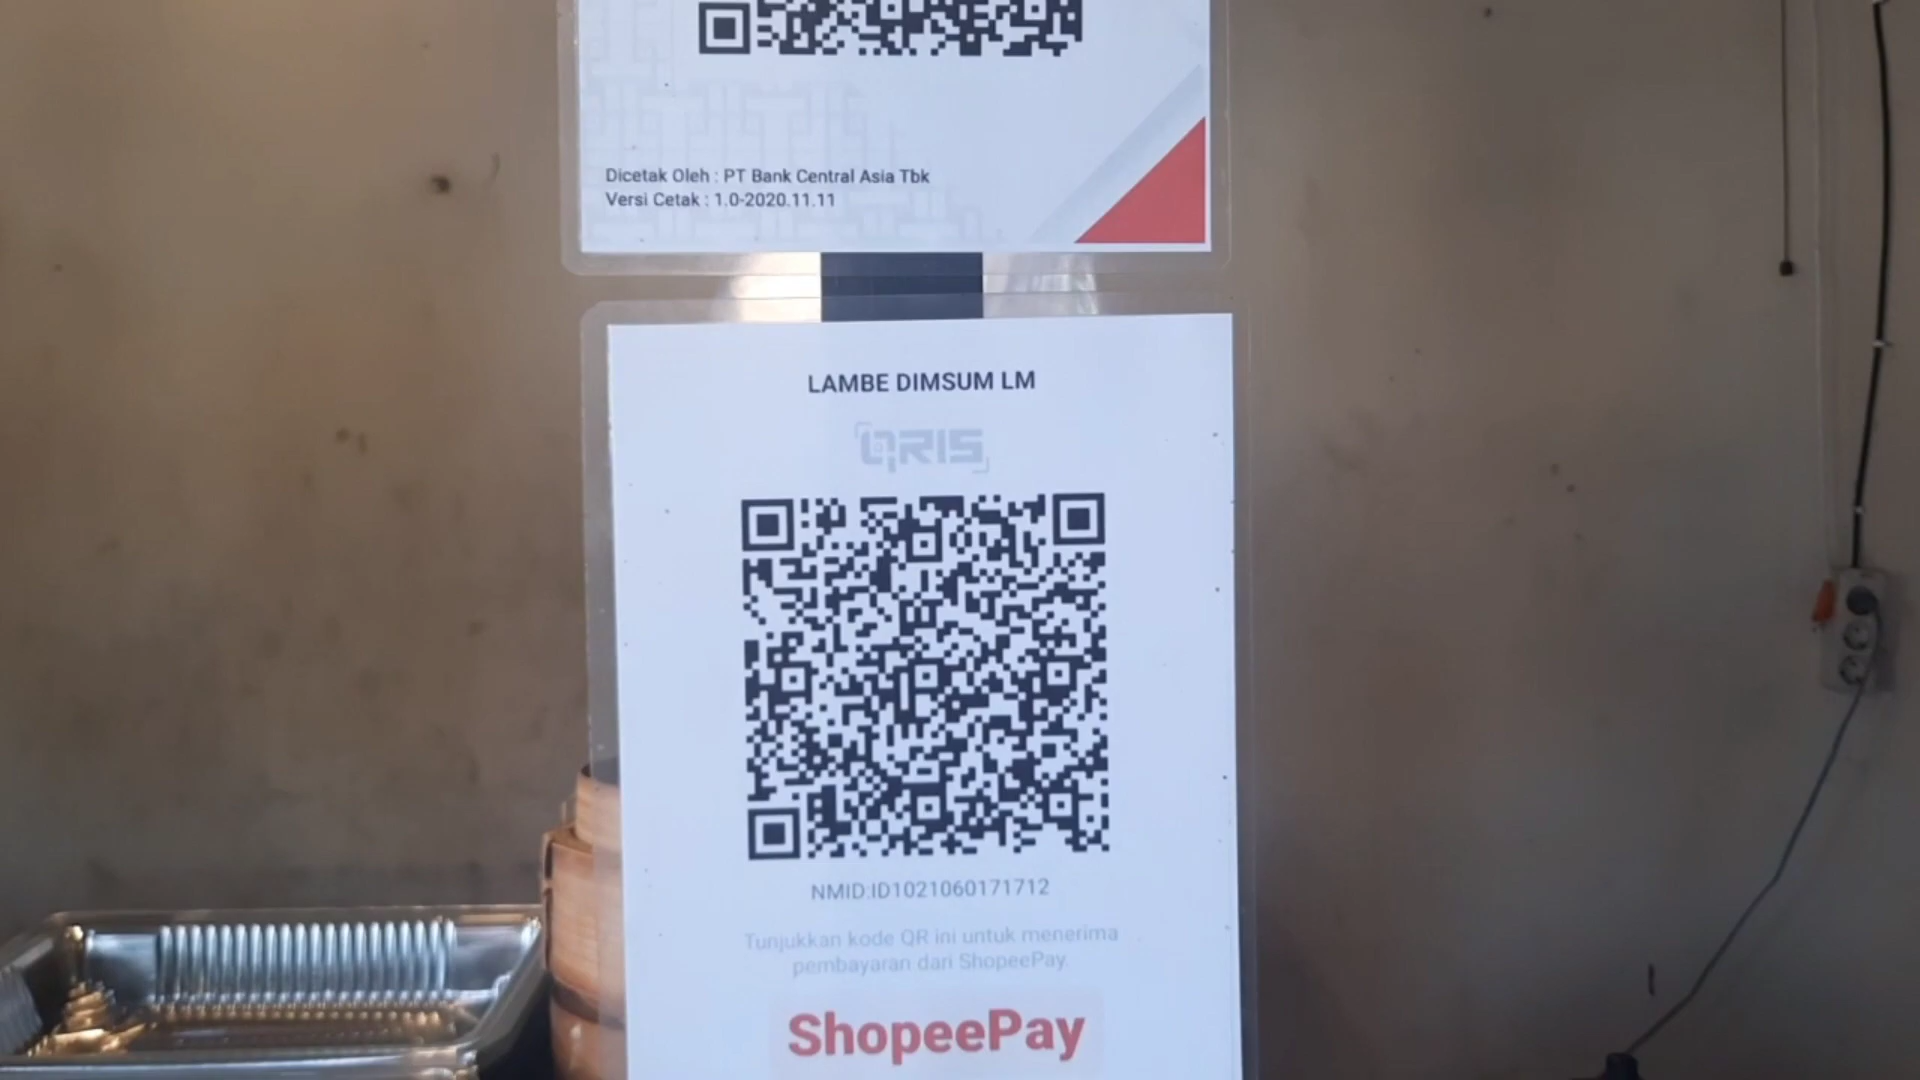 Dicetak Oleh : PT Bank Central Asia Tbk
Versi Cetak : 1.0-2020.11.11
LAMBE DIMSUM LM
QRIS
NMID:ID1021060171712
Tunjukkan kode QR ini untuk menerima
pembayaran dari ShopeePay.
ShopeePay